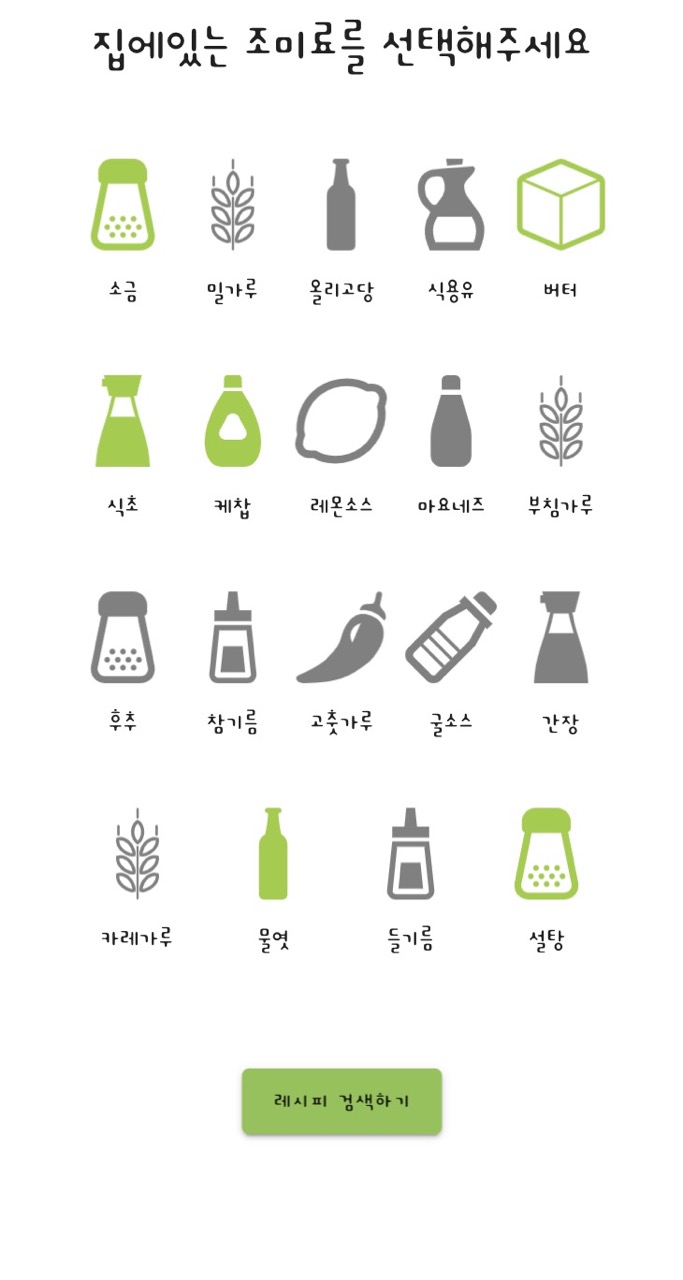 집에있는 조미료를 선택해주세요
소금 밀가루 올리고당 식용유 버터
식초 케찹 레몬소스 마요네즈 부침가루
후추 참기름 고춧가루 굴소스 간장
카레가루 물엿 들기름 설탕
레시피 검색하기